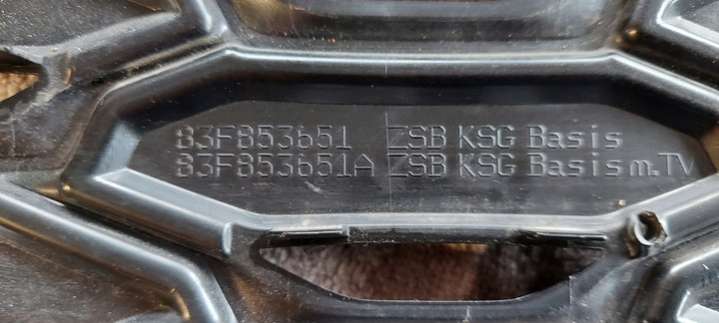 83F853651 ZSB KSG Basis
83F853651A ZSB KSG Basis m.TV